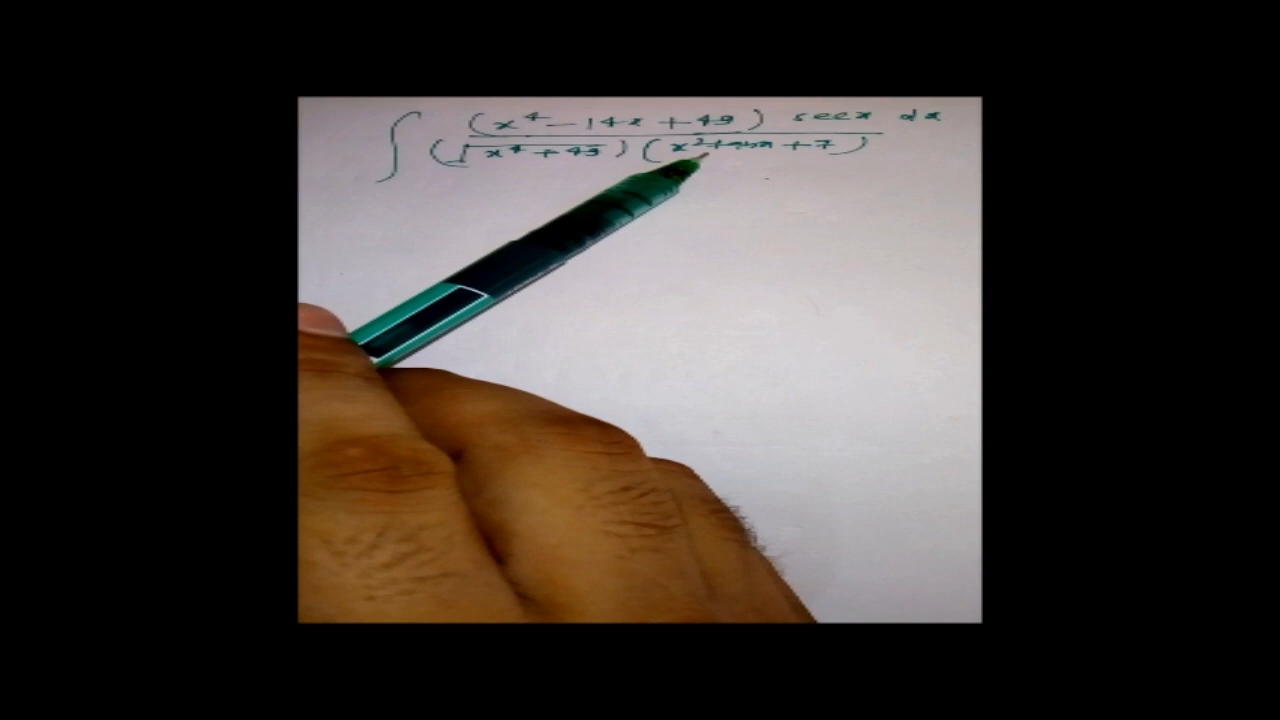 ∫ (x⁴ - 14x + 49) secx dx
(√x⁴ + 49) (x² + + 7)